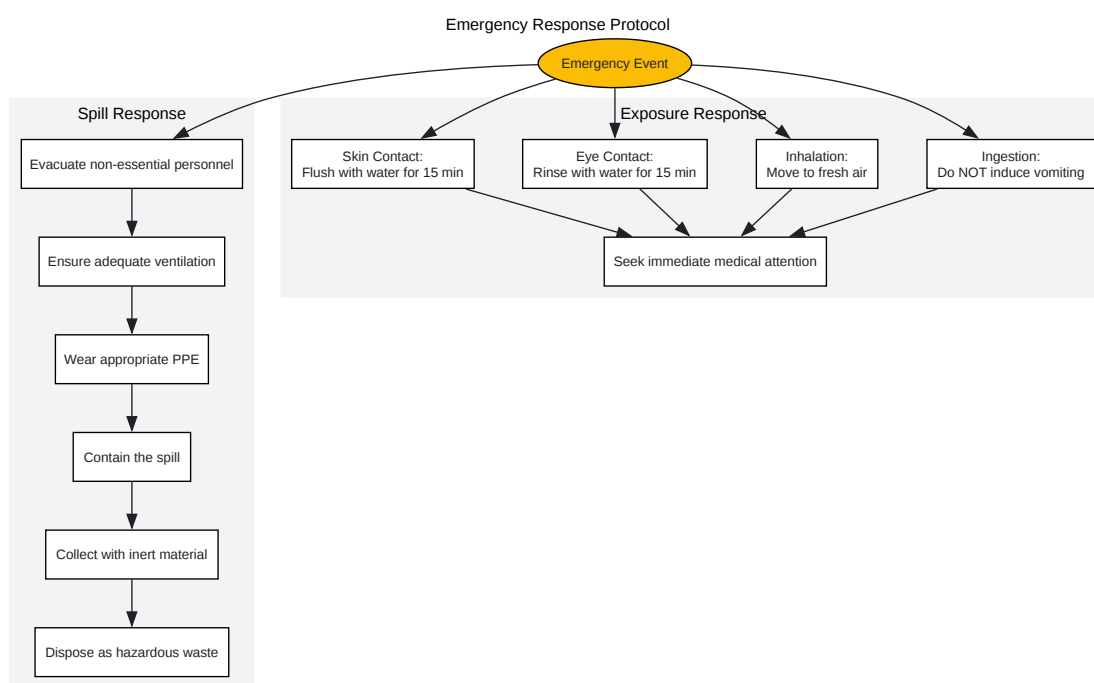 Emergency Response Protocol
Emergency Event
Spill Response
Evacuate non-essential personnel
Ensure adequate ventilation
Wear appropriate PPE
Contain the spill
Collect with inert material
Dispose as hazardous waste
Exposure Response
Skin Contact:
Flush with water for 15 min
Eye Contact:
Rinse with water for 15 min
Inhalation:
Move to fresh air
Ingestion:
Do NOT induce vomiting
Seek immediate medical attention